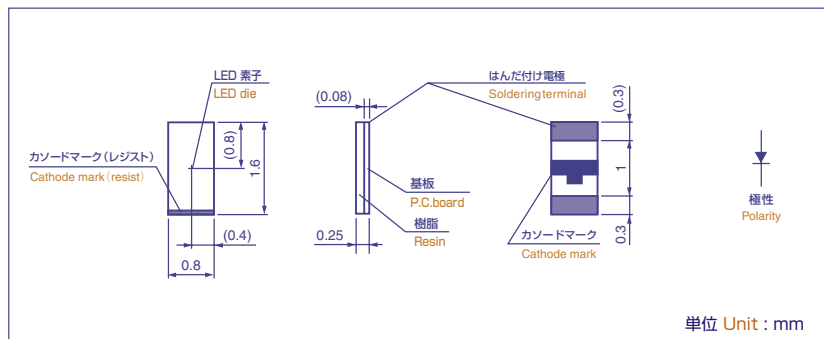 LED 素子
LED die
カソードマーク(レジスト)
Cathode mark(resist)
(0.8)
1.6
(0.4)
0.8
(0.08)
基板
P.C.board
樹脂
Resin
0.25
はんだ付け電極
Soldering terminal
(0.3)
1
0.3
カソードマーク
Cathode mark
極性
Polarity
単位 Unit : mm